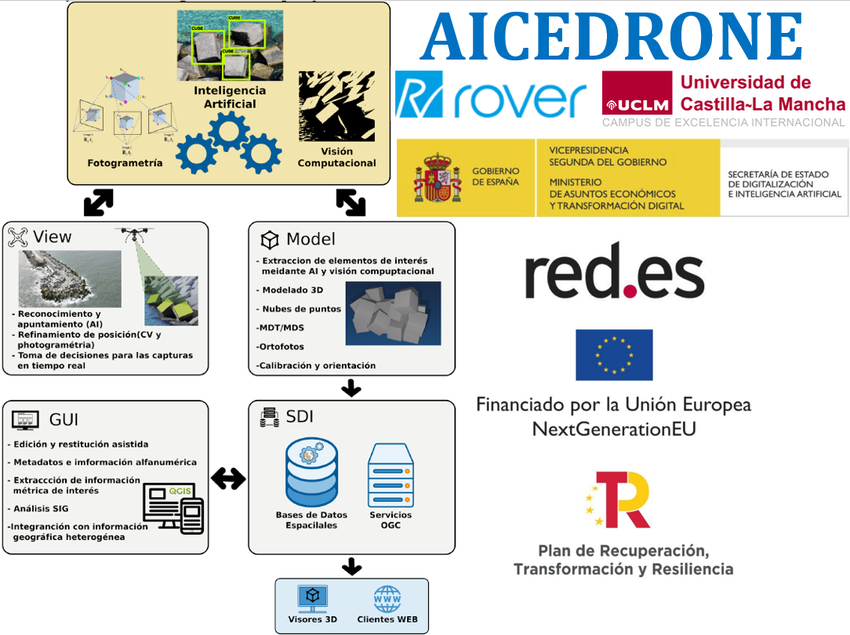 CUBE
CUBE
CUBE
Inteligencia
Artificial
Fotogrametría
Visión
Computacional
View
- Reconocimiento y
apuntamiento (AI)
- Refinamiento de posición(CV y
photogramétria)
- Toma de decisiones para las capturas
en tiempo real
Model
- Extraccion de elementos de interés
meidante AI y visión compuptacional
- Modelado 3D
- Nubes de puntos
-MDT/MDS
-Ortofotos
-Calibración y orientación
GUI
- Edición y restitución asistida
- Metadatos e imformación alfanumérica
- Extraccción de información
métrica de interés
- Análisis SIG
-Integranción con información
geográfica heterogénea
QGIS
SDI
Bases de Datos
Espacilales
Servicios
OGC
Visores 3D
WWW
Clientes WEB
AICEDRONE
rover
UCLM
Universidad de
Castilla~La Mancha
CAMPUS DE EXCELENCIA INTERNACIONAL
GOBIERNO
DE ESPAÑA
VICEPRESIDENCIA
SEGUNDA DEL GOBIERNO
MINISTERIO
DE ASUNTOS ECONÓMICOS
Y TRANSFORMACIÓN DIGITAL
SECRETARÍA DE ESTADO
DE DIGITALIZACIÓN
E INTELIGENCIA ARTIFICIAL
red.es
Financiado por la Unión Europea
NextGenerationEU
TR
Plan de Recuperación,
Transformación y Resiliencia